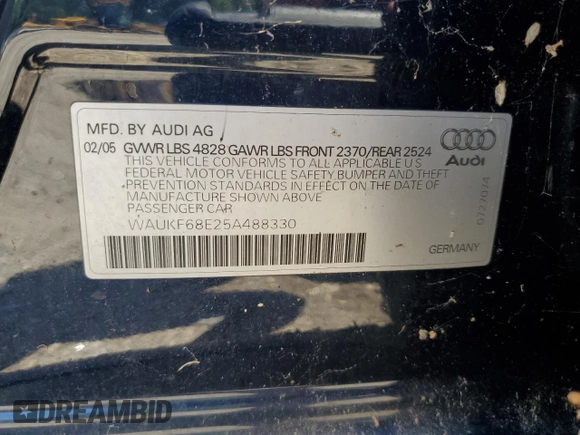 MFD. BY AUDI AG
02/05 GVWR LBS 4828 GAWR LBS FRONT 2370/REAR 2524
THIS VEHICLE CONFORMS TO ALL APPLICABLE U S
FEDERAL MOTOR VEHICLE SAFETY BUMPER AND THEFT
PREVENTION STANDARDS IN EFFECT ON THE DATE OF
MANUFACTURE SHOWN ABOVE
PASSENGER CAR
WAUKF68E25A488330
Audi
0727074
GERMANY
DREAMBID